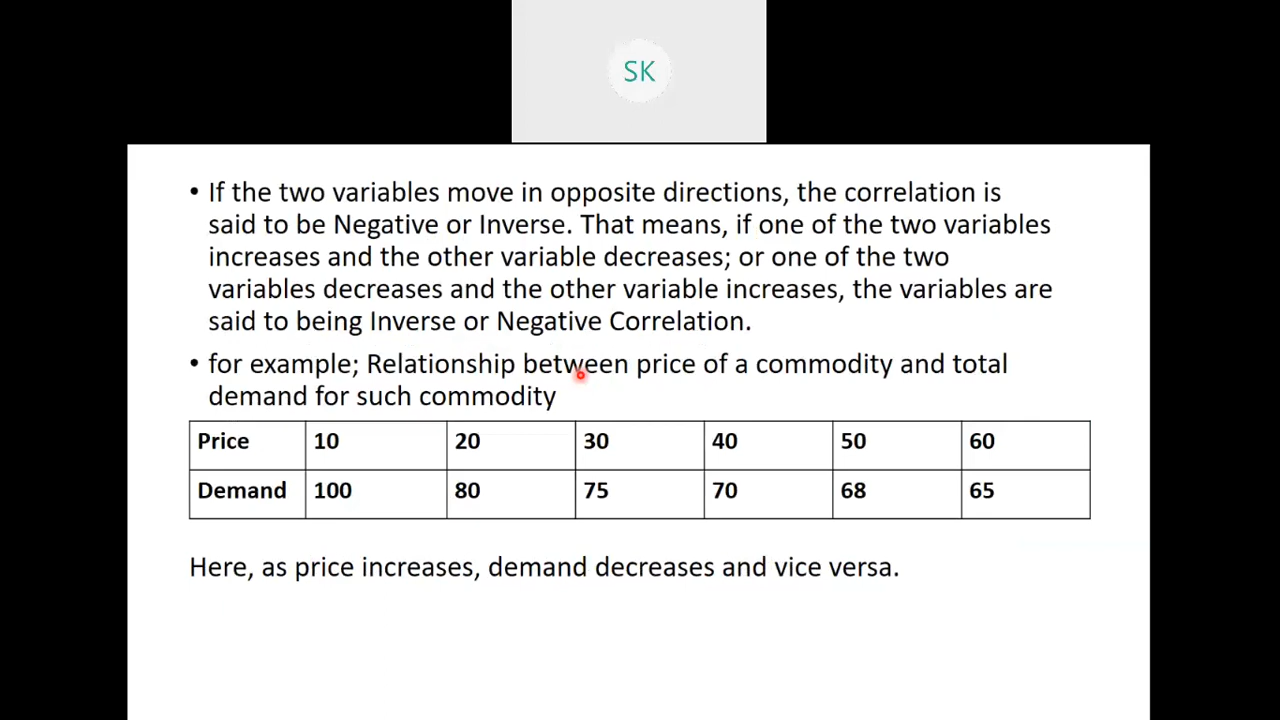 SK
• If the two variables move in opposite directions, the correlation is
said to be Negative or Inverse. That means, if one of the two variables
increases and the other variable decreases; or one of the two
variables decreases and the other variable increases, the variables are
said to being Inverse or Negative Correlation.
• for example; Relationship between price of a commodity and total
demand for such commodity
Price 10 20 30 40 50 60
Demand 100 80 75 70 68 65
Here, as price increases, demand decreases and vice versa.